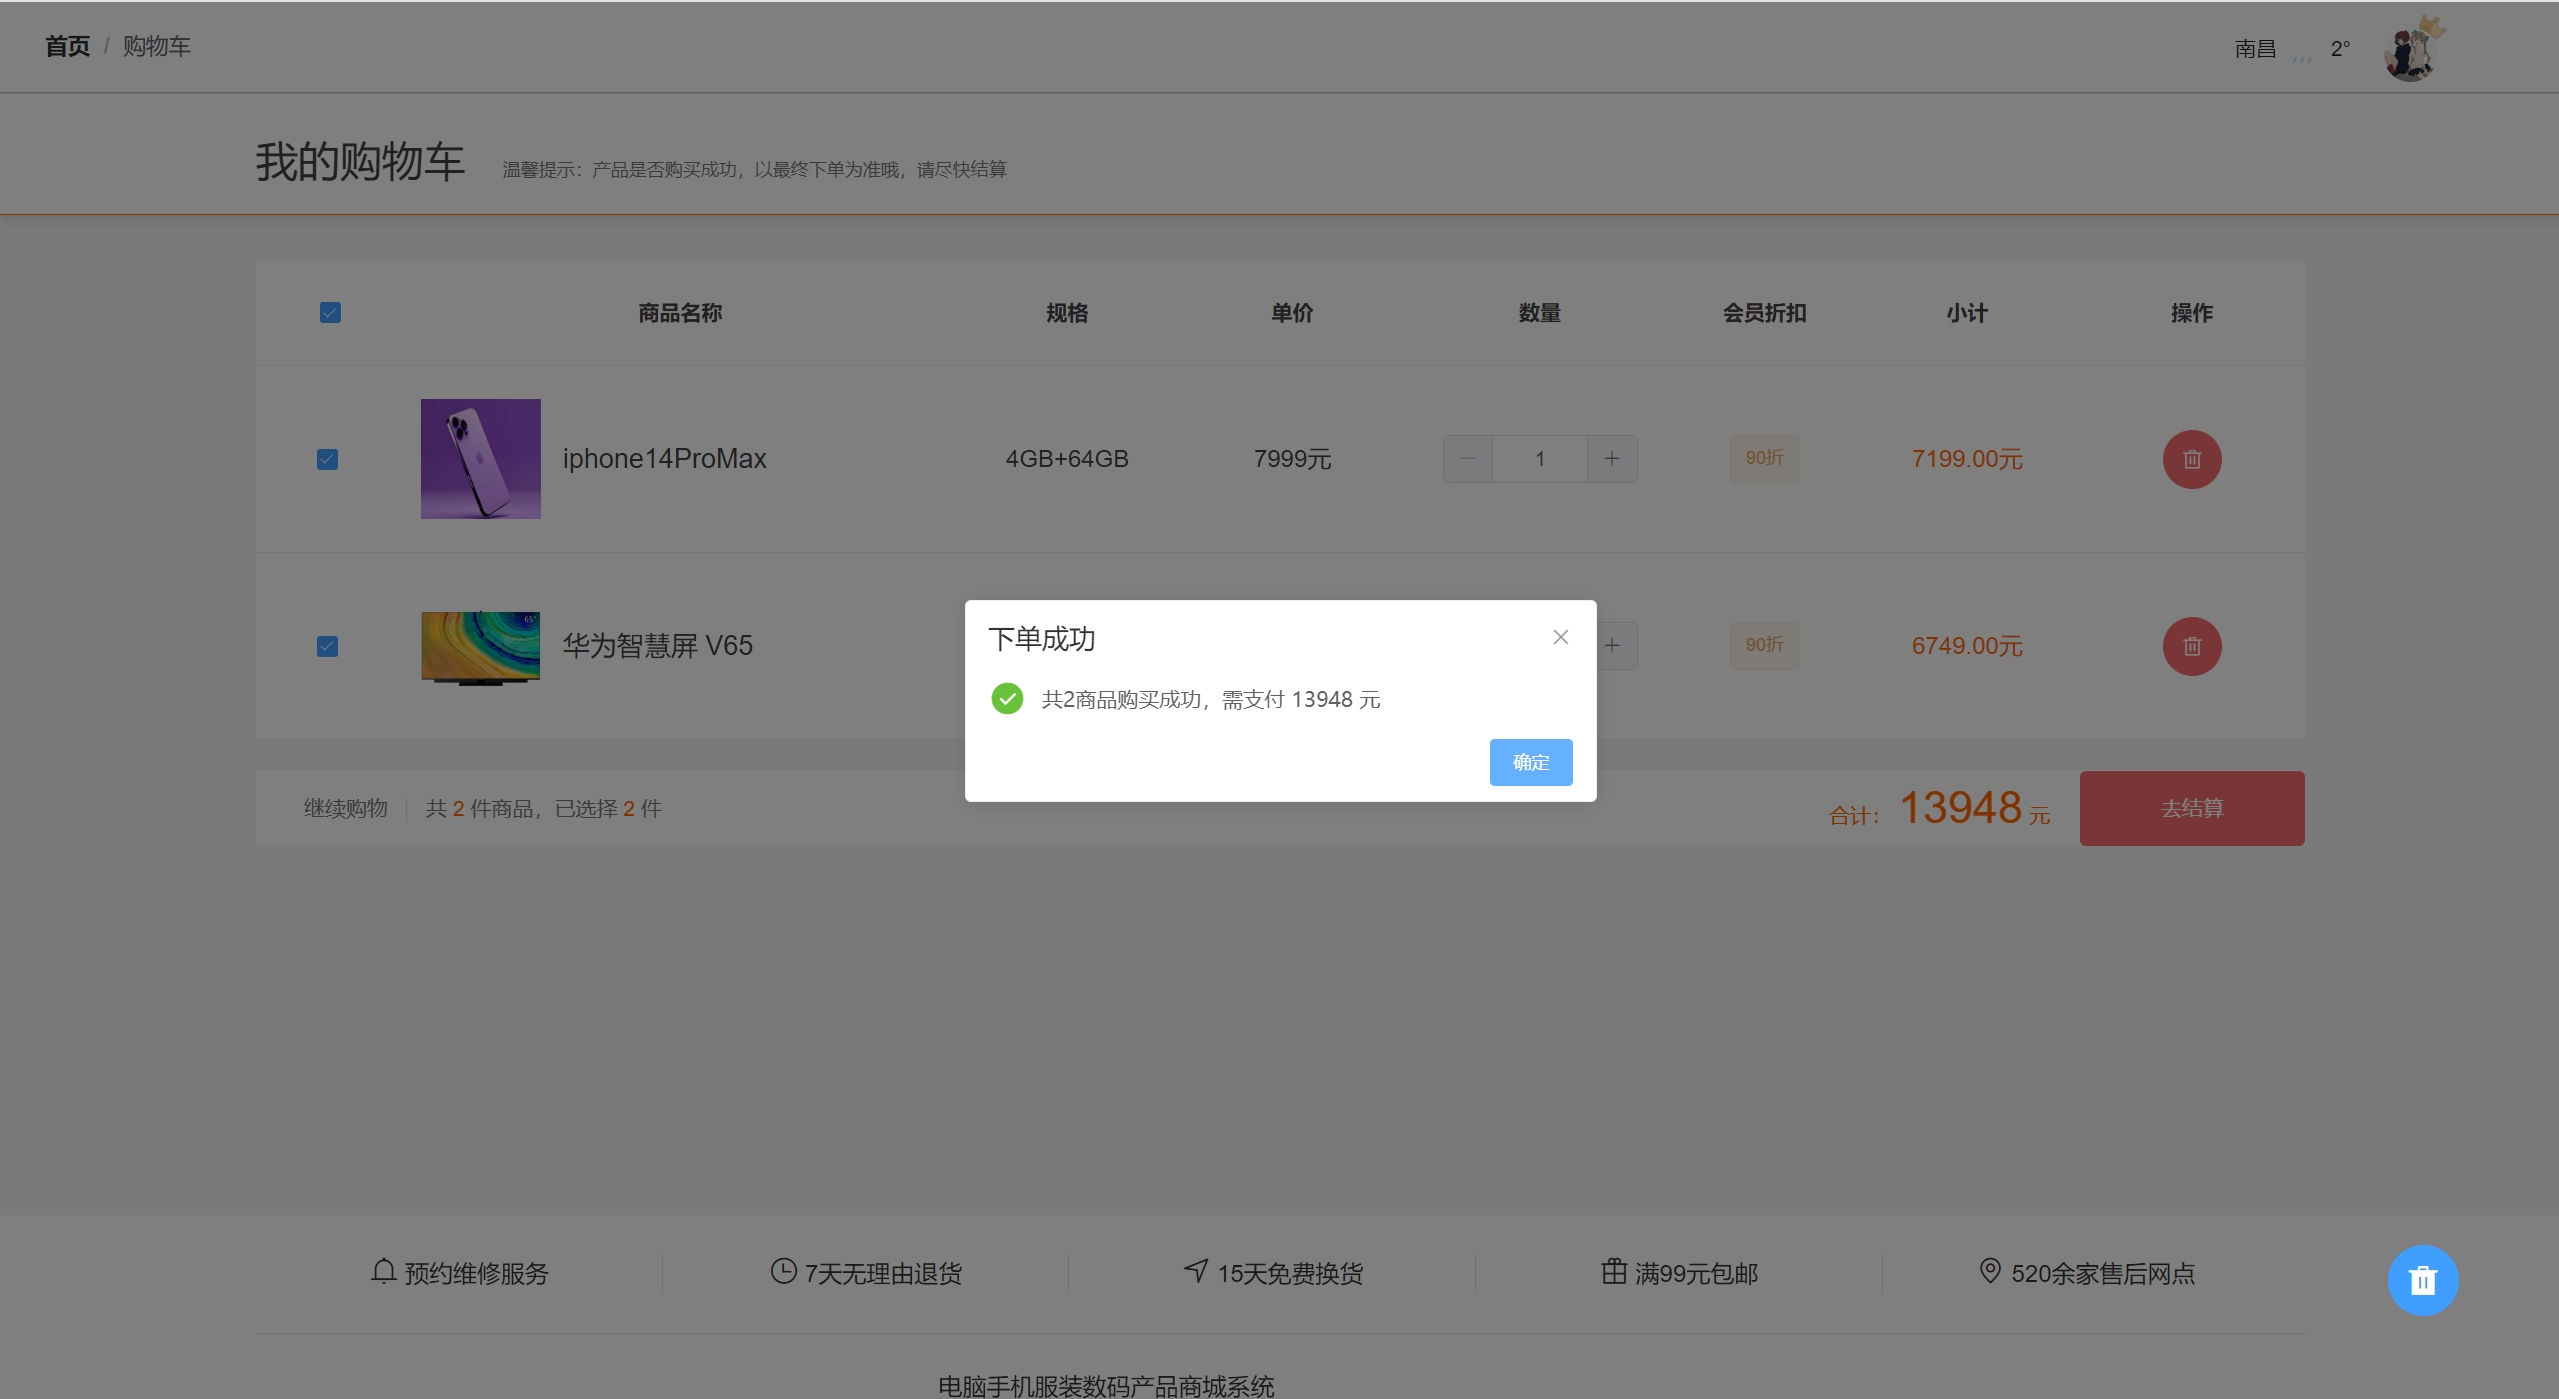 首页 / 购物车
南昌 2°
我的购物车 温馨提示：产品是否购买成功，以最终下单为准哦，请尽快结算
商品名称 规格 单价 数量 会员折扣 小计 操作
iphone14ProMax 4GB+64GB 7999元 1 90折 7199.00元
65"
华为智慧屏 V65 90折 6749.00元
下单成功
共2商品购买成功，需支付 13948 元
确定
继续购物 共 2 件商品，已选择 2 件 合计： 13948 元 去结算
预约维修服务 7天无理由退货 15天免费换货 满99元包邮 520余家售后网点
电脑手机服装数码产品商城系统